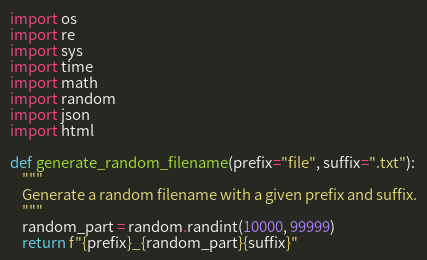 import os
import re
import sys
import time
import math
import random
import json
import html

def generate_random_filename(prefix="file", suffix=".txt"):
    """
    Generate a random filename with a given prefix and suffix.
    """
    random_part = random.randint(10000, 99999)
    return f"{prefix}_{random_part}{suffix}"